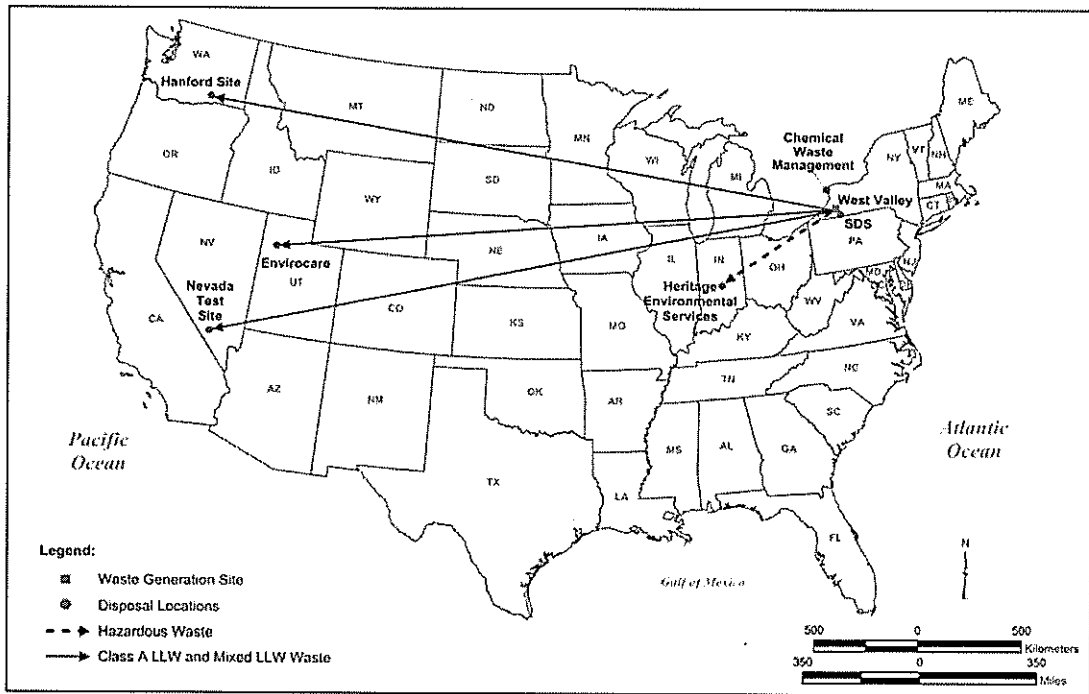 WA
Hanford Site
MT
ND
MN
ME
OR
ID
WY
SD
WI
MI
Chemical
Waste
Management
NY
VT
NH
MA
CT
West Valley
SDS
PA
NJ
NV
Envirocare
UT
Nevada
Test
Site
CA
CO
NE
IA
IL
IN
OH
MD
Heritage
Environmental
Services
WV
VA
KS
MO
KY
AZ
NM
OK
AR
TN
NC
SC
MS
AL
GA
TX
LA
FL
Pacific
Ocean
Atlantic
Ocean
Gulf of Mexico
N
Legend:
Waste Generation Site
Disposal Locations
Hazardous Waste
Class A LLW and Mixed LLW Waste
500 0 500
Kilometers
350 0 350
Miles